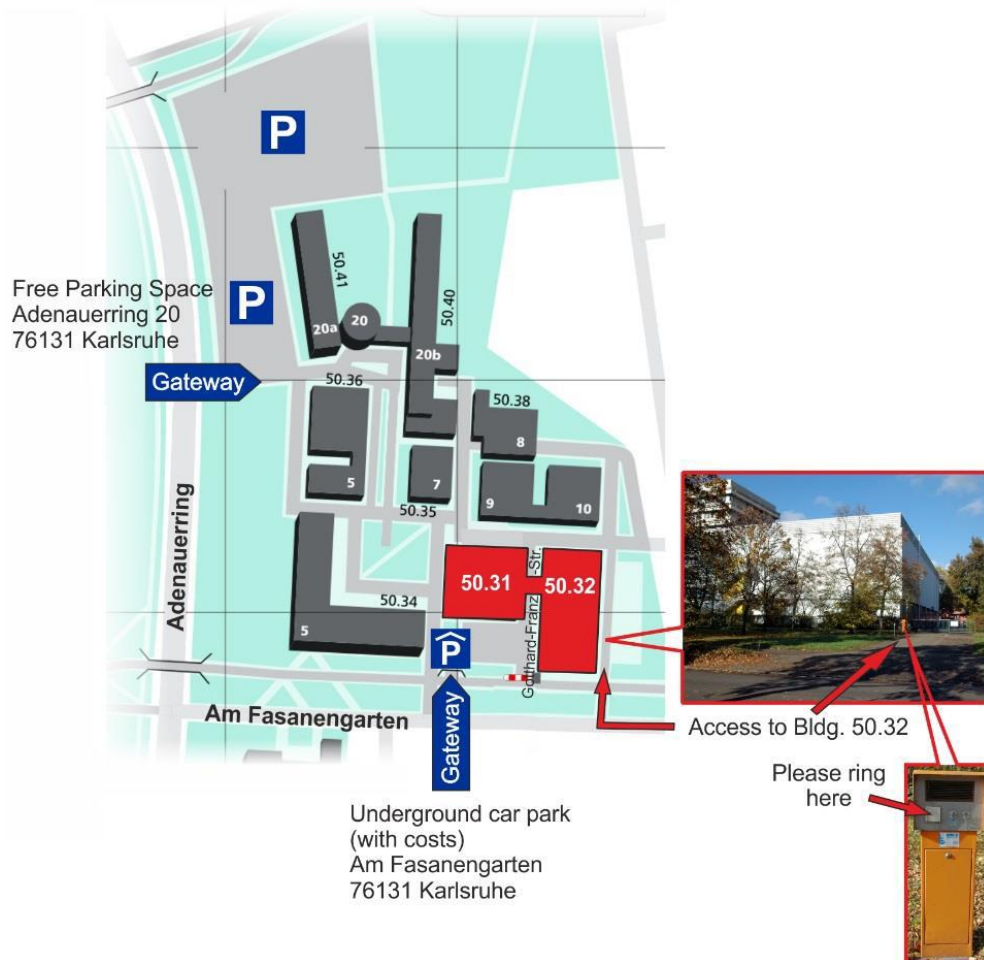 P
50.41
Free Parking Space
Adenauerring 20
76131 Karlsruhe
P
50.40
20
20a
20b
Gateway
50.36
50.38
8
5
7
9
10
50.35
Adenauerring
50.31
50.32
Gotthard-Franz
-Str.
50.34
5
P
Am Fasanengarten
Gateway
Access to Bldg. 50.32
Please ring
here
Underground car park
(with costs)
Am Fasanengarten
76131 Karlsruhe